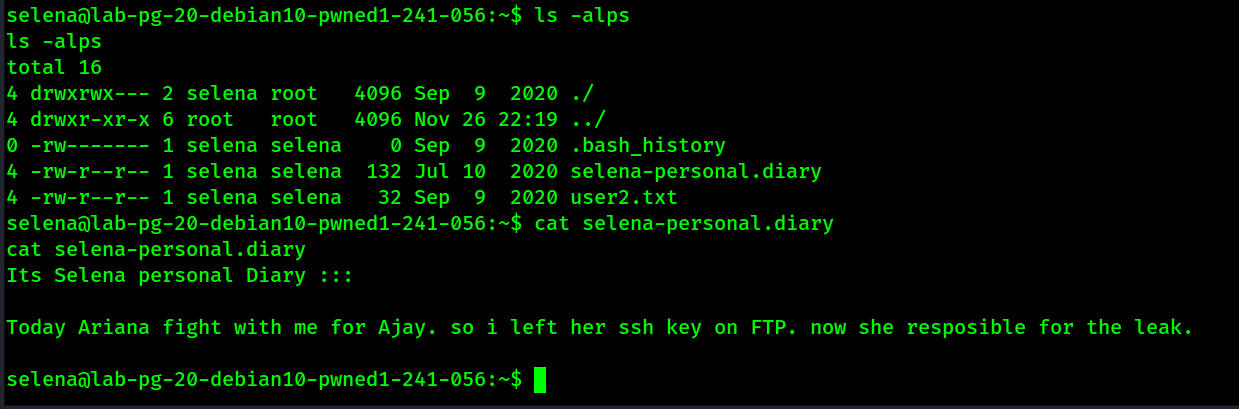 selena@lab-pg-20-debian10-pwned1-241-056:~$ ls -alps
ls -alps
total 16
4 drwxrwx--- 2 selena root   4096 Sep  9  2020 ./
4 drwxr-xr-x 6 root   root   4096 Nov 26 22:19 ../
0 -rw------- 1 selena selena    0 Sep  9  2020 .bash_history
4 -rw-r--r-- 1 selena selena  132 Jul 10  2020 selena-personal.diary
4 -rw-r--r-- 1 selena selena   32 Sep  9  2020 user2.txt
selena@lab-pg-20-debian10-pwned1-241-056:~$ cat selena-personal.diary
cat selena-personal.diary
Its Selena personal Diary :::
Today Ariana fight with me for Ajay. so i left her ssh key on FTP. now she resposible for the leak.
selena@lab-pg-20-debian10-pwned1-241-056:~$